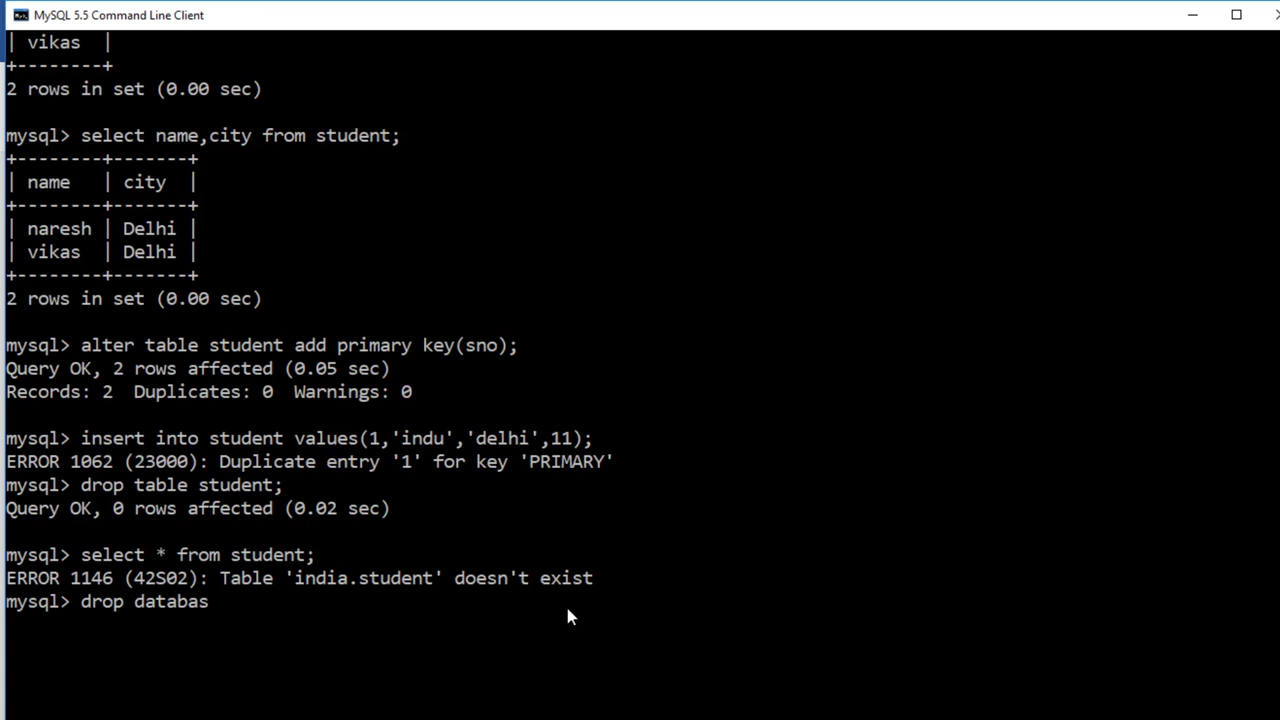 MySQL 5.5 Command Line Client
| vikas  |
+--------+
2 rows in set (0.00 sec)
mysql> select name,city from student;
+--------+-------+
| name   | city  |
+--------+-------+
| naresh | Delhi |
| vikas  | Delhi |
+--------+-------+
2 rows in set (0.00 sec)
mysql> alter table student add primary key(sno);
Query OK, 2 rows affected (0.05 sec)
Records: 2  Duplicates: 0  Warnings: 0
mysql> insert into student values(1,'indu','delhi',11);
ERROR 1062 (23000): Duplicate entry '1' for key 'PRIMARY'
mysql> drop table student;
Query OK, 0 rows affected (0.02 sec)
mysql> select * from student;
ERROR 1146 (42S02): Table 'india.student' doesn't exist
mysql> drop databas